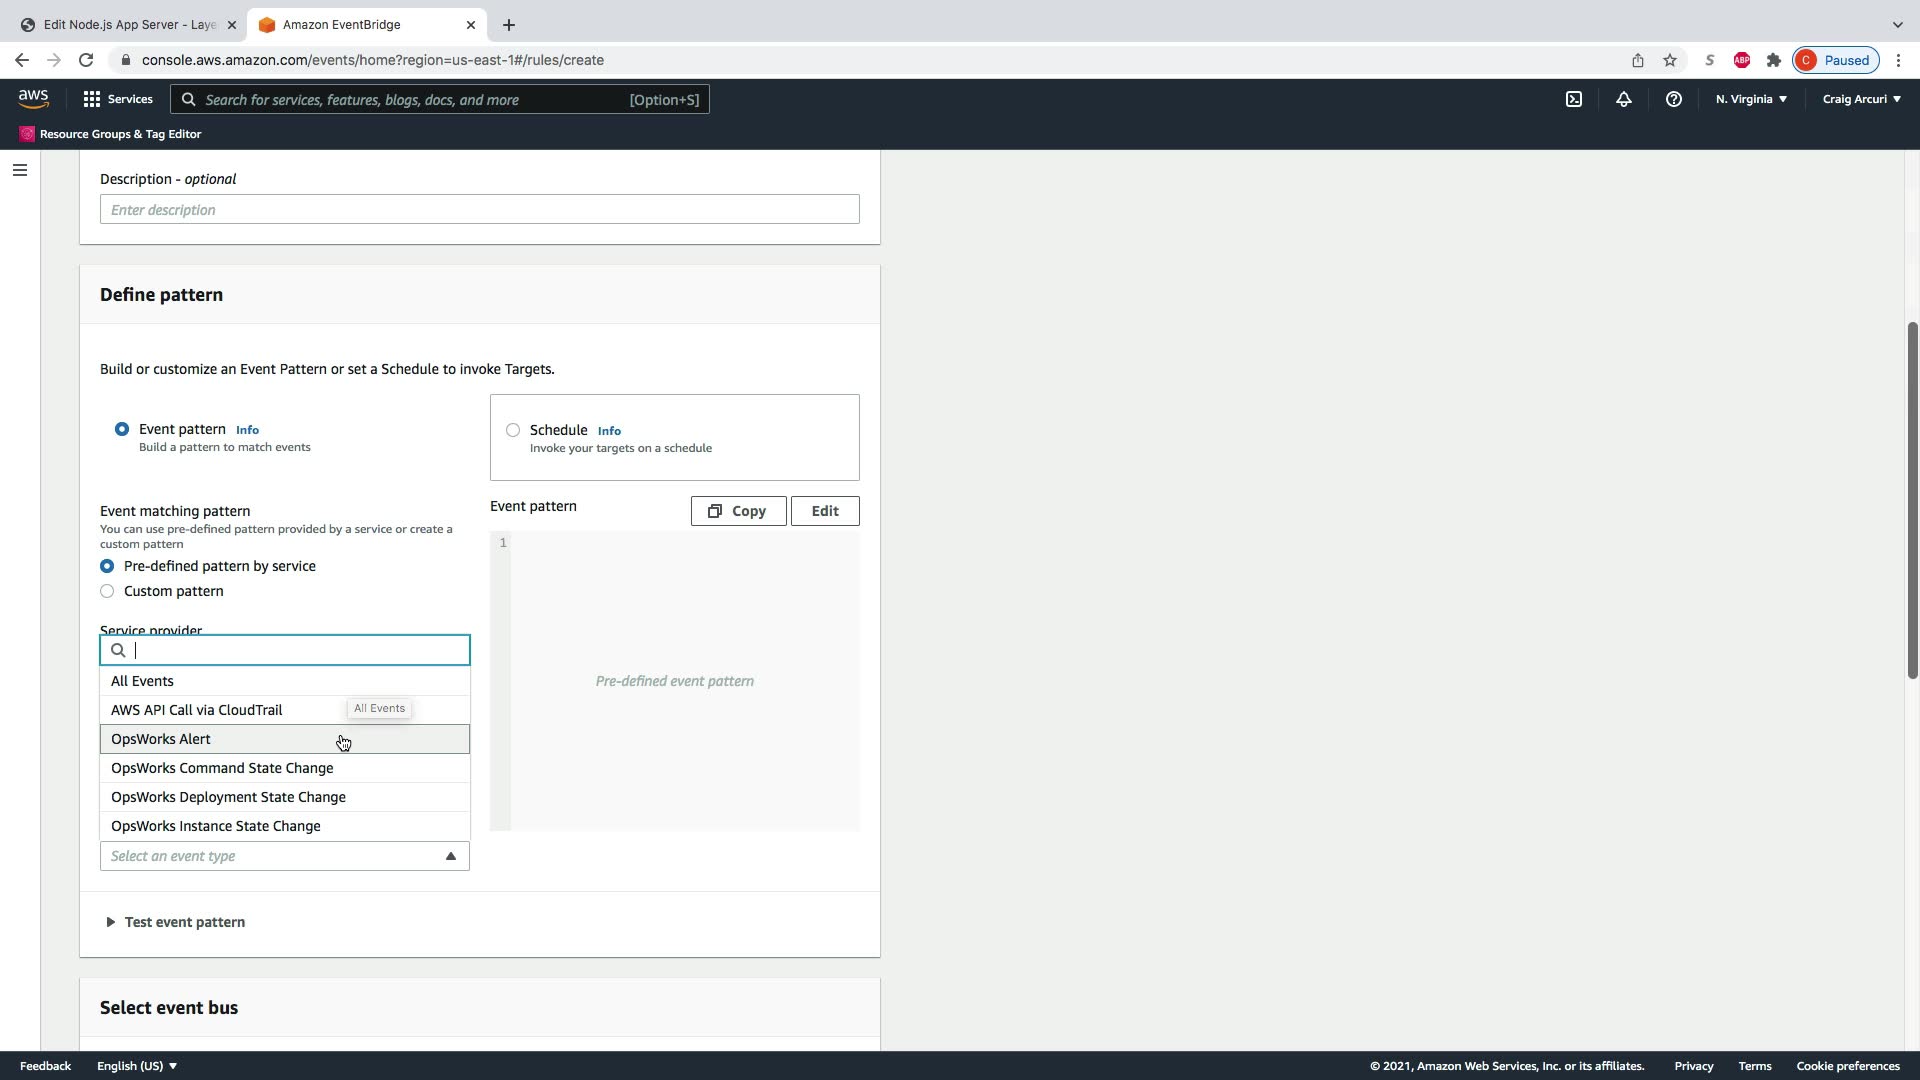 Edit Node.js App Server - Laye
Amazon EventBridge
console.aws.amazon.com/events/home?region=us-east-1#/rules/create
S
ABP
C
Paused
aws
Services
Search for services, features, blogs, docs, and more
[Option+S]
N. Virginia
Craig Arcuri
Resource Groups & Tag Editor
Description - optional
Enter description
Define pattern
Build or customize an Event Pattern or set a Schedule to invoke Targets.
Event pattern Info
Build a pattern to match events
Schedule Info
Invoke your targets on a schedule
Event matching pattern
You can use pre-defined pattern provided by a service or create a
custom pattern
Pre-defined pattern by service
Custom pattern
Service provider
All Events
AWS API Call via CloudTrail
All Events
OpsWorks Alert
OpsWorks Command State Change
OpsWorks Deployment State Change
OpsWorks Instance State Change
Select an event type
Event pattern
Copy
Edit
1
Pre-defined event pattern
Test event pattern
Select event bus
Feedback
English (US)
© 2021, Amazon Web Services, Inc. or its affiliates.
Privacy
Terms
Cookie preferences